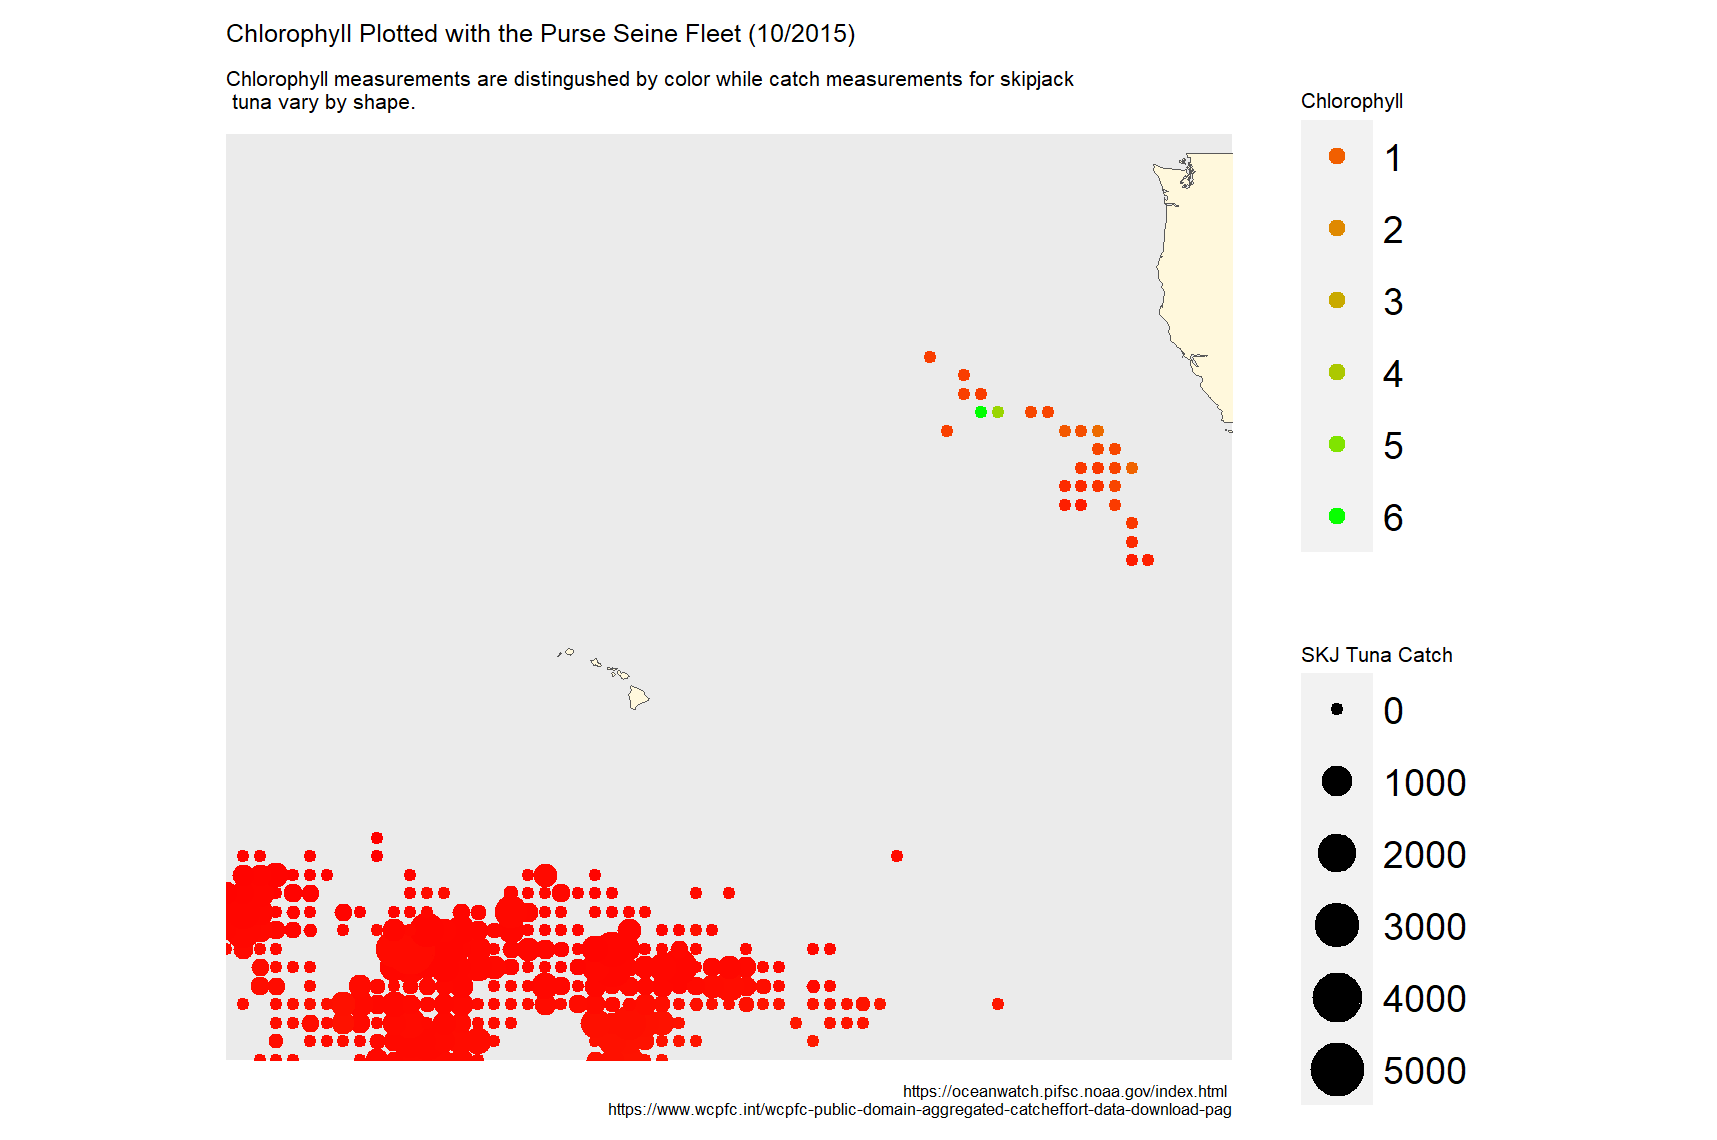 Chlorophyll Plotted with the Purse Seine Fleet (10/2015)
Chlorophyll measurements are distingushed by color while catch measurements for skipjack
tuna vary by shape.
Chlorophyll
1
2
3
4
5
6
SKJ Tuna Catch
0
1000
2000
3000
4000
5000
https://oceanwatch.pifsc.noaa.gov/index.html
https://www.wcpfc.int/wcpfc-public-domain-aggregated-catcheffort-data-download-pag